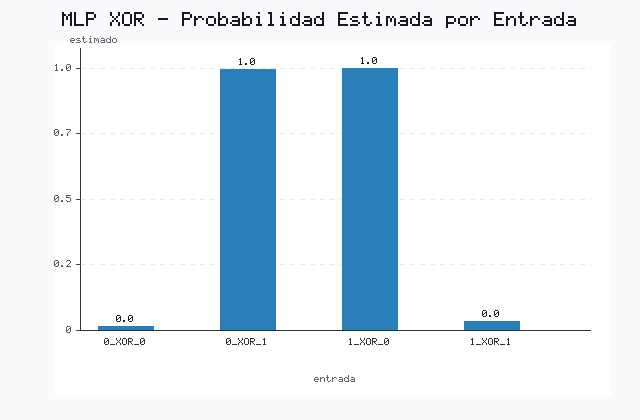 MLP XOR - Probabilidad Estimada por Entrada
estimado
1.0
0.7
0.5
0.2
0
0.0
1.0
1.0
0.0
0_XOR_0
0_XOR_1
1_XOR_0
1_XOR_1
entrada